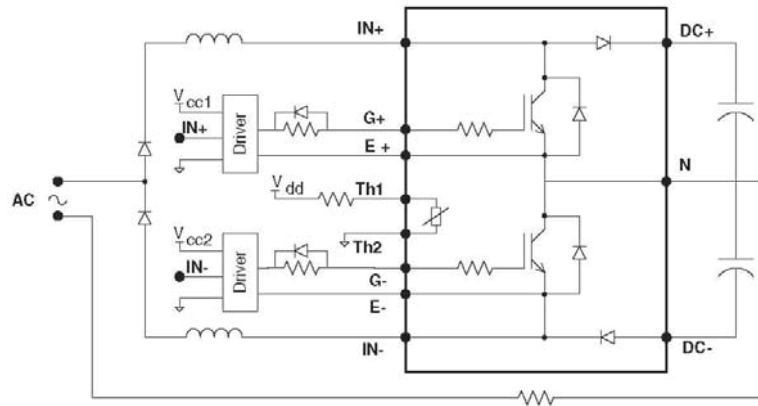 IN+
DC+
Vcc1
IN+
Driver
G+
E +
N
AC
Vdd
Th1
Th2
Vcc2
IN-
Driver
G-
E-
IN-
DC-